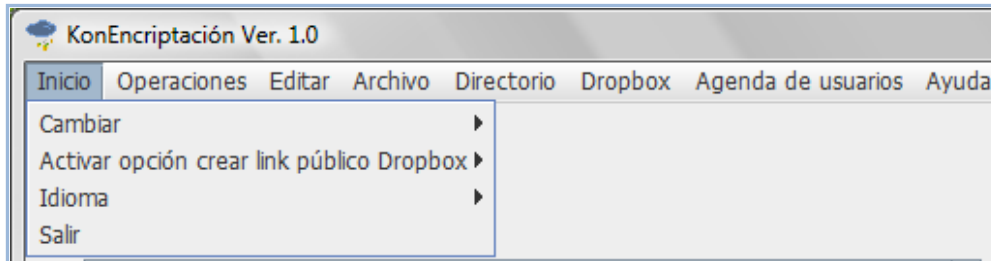 KonEncriptación Ver. 1.0
Inicio Operaciones Editar Archivo Directorio Dropbox Agenda de usuarios Ayuda
Cambiar
Activar opción crear link público Dropbox
Idioma
Salir